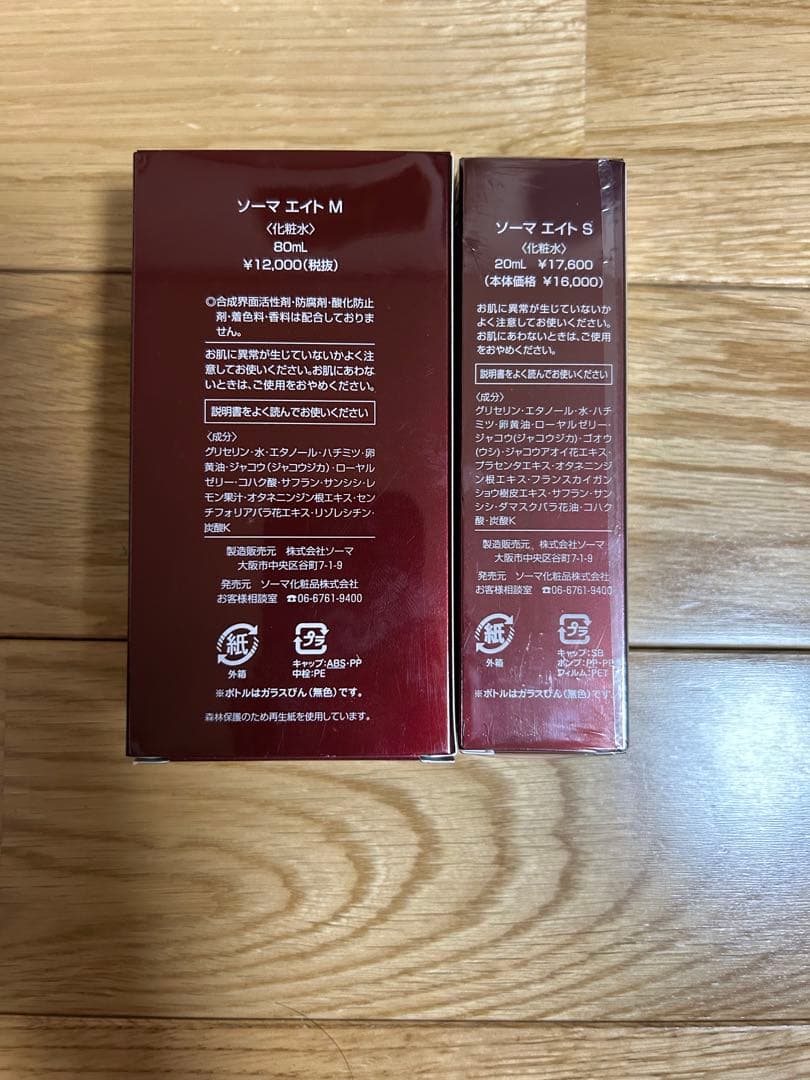 ソーマ エイト M
〈化粧水〉
80mL
¥12,000(税抜)
◎合成界面活性剤・防腐剤・酸化防止
剤・着色料・香料は配合しておりま
せん。
お肌に異常が生じていないかよく注
意してお使いください。お肌にあわな
いときは、ご使用をおやめください。
説明書をよく読んでお使いください
〈成分〉
グリセリン・水・エタノール・ハチミツ・卵
黄油・ジャコウ(ジャコウジカ)・ローヤル
ゼリー・コハク酸・サフラン・サンシシ・レ
モン果汁・オタネニンジン根エキス・セン
チフォリアバラ花エキス・リゾレシチン・
炭酸K
製造販売元 株式会社ソーマ
大阪市中央区谷町7-1-9
発売元 ソーマ化粧品株式会社
お客様相談室 ☎06-6761-9400
紙
外箱
プラ
キャップ:ABS・PP
中栓:PE
※ボトルはガラスびん(無色)です。
森林保護のため再生紙を使用しています。
ソーマ エイト S
〈化粧水〉
20mL ¥17,600
(本体価格 ¥16,000)
お肌に異常が生じていないか
よく注意してお使いください。
お肌にあわないときは、ご使用
をおやめください。
説明書をよく読んでお使いください
〈成分〉
グリセリン・エタノール・水・ハチ
ミツ・卵黄油・ローヤルゼリー・
ジャコウ(ジャコウジカ)・ゴオウ
(ウシ)・ジャコウアオイ花エキス・
プラセンタエキス・オタネニンジ
ン根エキス・フランスカイガン
ショウ樹皮エキス・サフラン・サン
シシ・ダマスクバラ花油・コハク
酸・炭酸K
製造販売元 株式会社ソーマ
大阪市中央区谷町7-1-9
発売元 ソーマ化粧品株式会社
お客様相談室 ☎06-6761-9400
紙
外箱
プラ
キャップ:SB
ポンプ:PP・PE
フィルム:PET
※ボトルはガラスびん(無色)です。